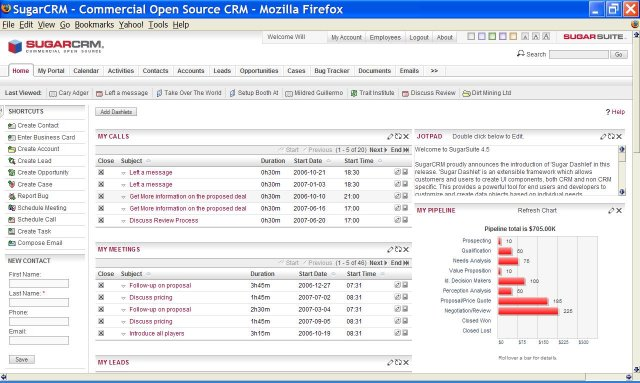 SugarCRM - Commercial Open Source CRM - Mozilla Firefox
File Edit View Go Bookmarks Yahoo! Tools Help
SUGARCRM.
COMMERCIAL OPEN SOURCE
Welcome Will
My Account Employees Logout About
A A A
SUGARSUITE
Search Go
Home My Portal Calendar Activities Contacts Accounts Leads Opportunities Cases Bug Tracker Documents Emails >>
Last Viewed: Cary Adger Left a message Take Over The World Setup Booth At Mildred Guillermo Trait Institute Discuss Review Dirt Mining Ltd
SHORTCUTS
Create Contact
Enter Business Card
Create Account
Create Lead
Create Opportunity
Create Case
Report Bug
Schedule Meeting
Schedule Call
Create Task
Compose Email
NEW CONTACT
First Name:
Last Name: *
Phone:
Email:
Save
Add Dashlets
? Help
MY CALLS
Start Previous (1 - 5 of 20) Next End
Close Subject Duration Start Date Start Time
Left a message 0h30m 2006-10-21 18:30
Left a message 0h30m 2007-01-03 18:30
Get More information on the proposed deal 0h30m 2006-10-10 21:00
Get More information on the proposed deal 0h30m 2007-06-16 17:00
Discuss Review Process 0h30m 2007-06-20 17:00
MY MEETINGS
Start Previous (1 - 5 of 46) Next End
Close Subject Duration Start Date Start Time
Follow-up on proposal 3h45m 2006-12-27 07:31
Discuss pricing 1h45m 2007-07-02 08:31
Follow-up on proposal 2h30m 2007-03-04 07:31
Discuss pricing 1h45m 2007-09-05 08:31
Introduce all players 3h15m 2006-10-19 08:31
MY LEADS
JOTPAD Double click below to Edit.
Welcome to SugarSuite 4.5
SugarCRM proudly announces the introduction of 'Sugar Dashlet' in this
release. 'Sugar Dashlet' is an extensible framework which allows
customers and users to create UI components, both CRM and non CRM
specific. This provides a powerful tool for end users and developers to
customize and create data objects based on individual needs
MY PIPELINE Refresh Chart
Pipeline total is $705.00K
Prospecting 10
Qualification 50
Needs Analysis 75
Value Proposition 10
Id. Decision Makers 100
Perception Analysis 50
Proposal/Price Quote 185
Negotiation/Review 225
Closed Won
Closed Lost
$0 $75 $150 $225 $300
Rollover a bar for details.